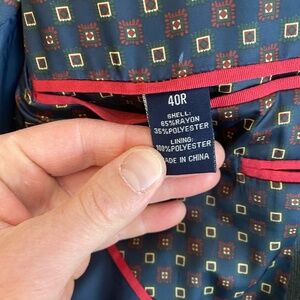 40R
SHELL:
65%RAYON
35%POLYESTER
LINING:
100%POLYESTER
MADE IN CHINA